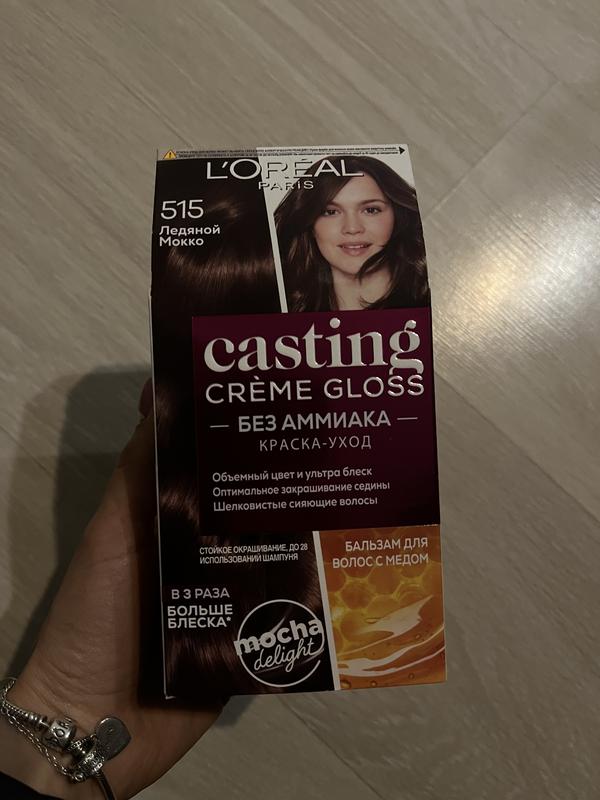 L'ORÉAL
PARIS
515
Ледяной
Мокко
casting
CRÈME GLOSS
— БЕЗ АММИАКА —
КРАСКА-УХОД
Объемный цвет и ультра блеск
Оптимальное закрашивание седины
Шелковистые сияющие волосы
СТОЙКОЕ ОКРАШИВАНИЕ, ДО 28
ИСПОЛЬЗОВАНИЙ ШАМПУНЯ
БАЛЬЗАМ ДЛЯ
ВОЛОС С МЕДОМ
В 3 РАЗА
БОЛЬШЕ
БЛЕСКА*
mocha
delight